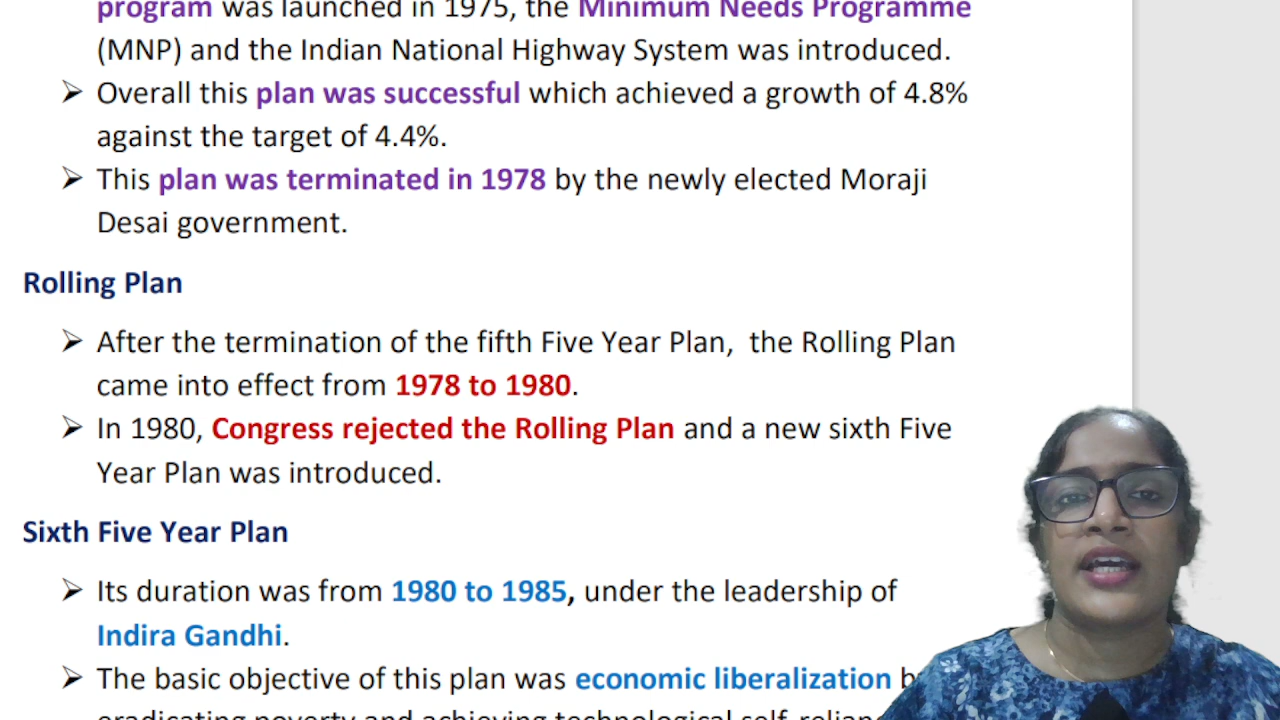 program was launched in 1975, the Minimum Needs Programme
(MNP) and the Indian National Highway System was introduced.
➢ Overall this plan was successful which achieved a growth of 4.8%
against the target of 4.4%.
➢ This plan was terminated in 1978 by the newly elected Moraji
Desai government.
Rolling Plan
➢ After the termination of the fifth Five Year Plan,  the Rolling Plan
came into effect from 1978 to 1980.
➢ In 1980, Congress rejected the Rolling Plan and a new sixth Five
Year Plan was introduced.
Sixth Five Year Plan
➢ Its duration was from 1980 to 1985, under the leadership of
Indira Gandhi.
➢ The basic objective of this plan was economic liberalization
eradicating poverty and achieving technological